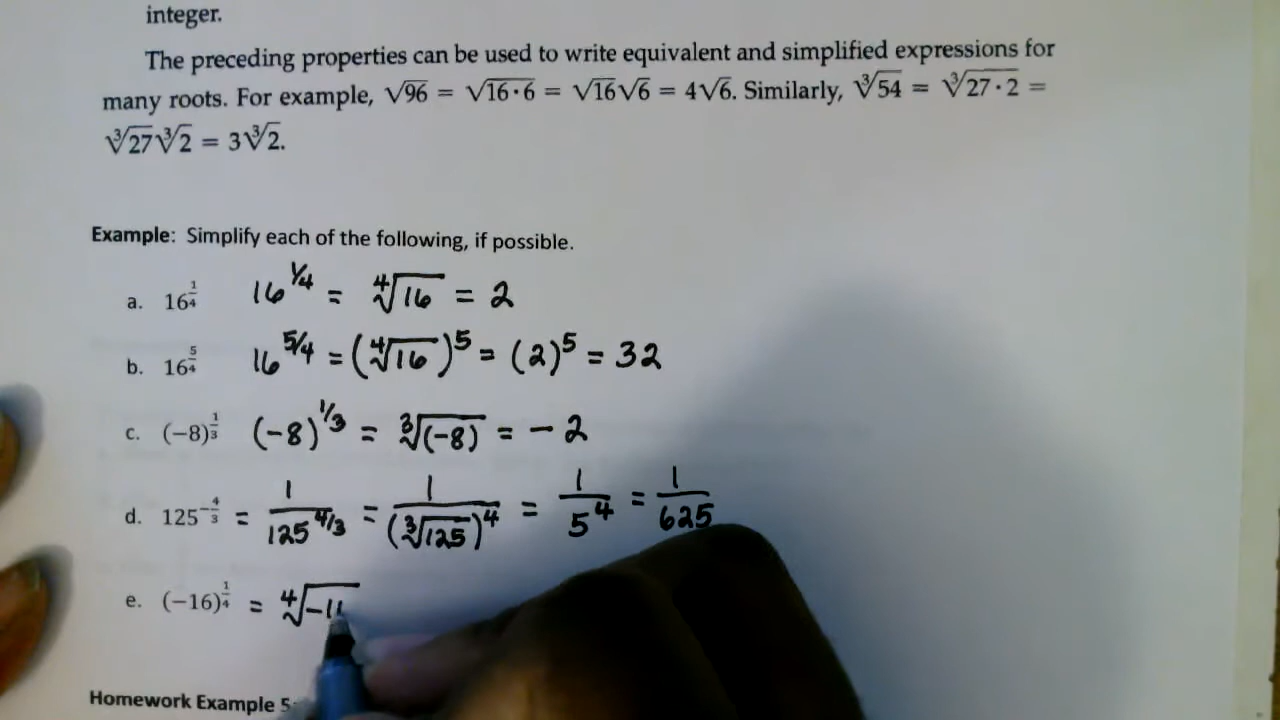 integer.
The preceding properties can be used to write equivalent and simplified expressions for
many roots. For example, √96 = √16·6 = √16√6 = 4√6. Similarly, ∛54 = ∛27·2 =
∛27∛2 = 3∛2.
Example: Simplify each of the following, if possible.
a. 16^(1/4) 16^(1/4) = ∜16 = 2
b. 16^(5/4) 16^(5/4) = (∜16)^5 = (2)^5 = 32
c. (−8)^(1/3) (-8)^(1/3) = ∛(-8) = -2
d. 125^(−4/3) = 1/125^(4/3) = 1/(∛125)^4 = 1/5^4 = 1/625
e. (−16)^(1/4) = ∜-1
Homework Example 5